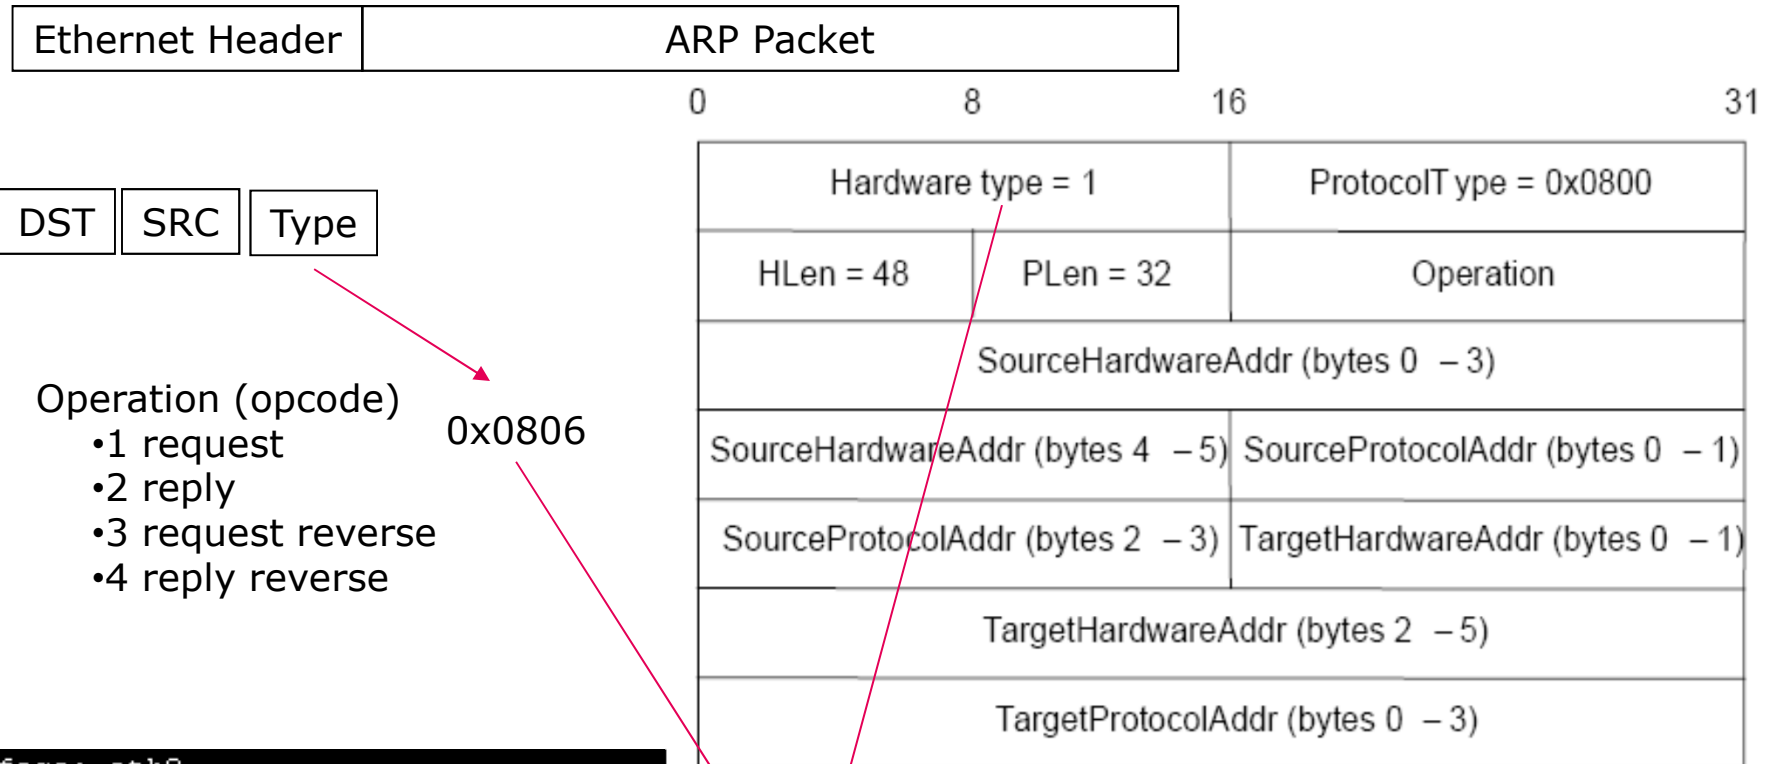 Ethernet Header ARP Packet
0 8 16 31
Hardware type = 1 ProtocolType = 0x0800
DST SRC Type
HLen = 48 PLen = 32 Operation
SourceHardwareAddr (bytes 0 – 3)
Operation (opcode)
•1 request
•2 reply
•3 request reverse
•4 reply reverse
0x0806
SourceHardwareAddr (bytes 4 – 5) SourceProtocolAddr (bytes 0 – 1)
SourceProtocolAddr (bytes 2 – 3) TargetHardwareAddr (bytes 0 – 1)
TargetHardwareAddr (bytes 2 – 5)
TargetProtocolAddr (bytes 0 – 3)